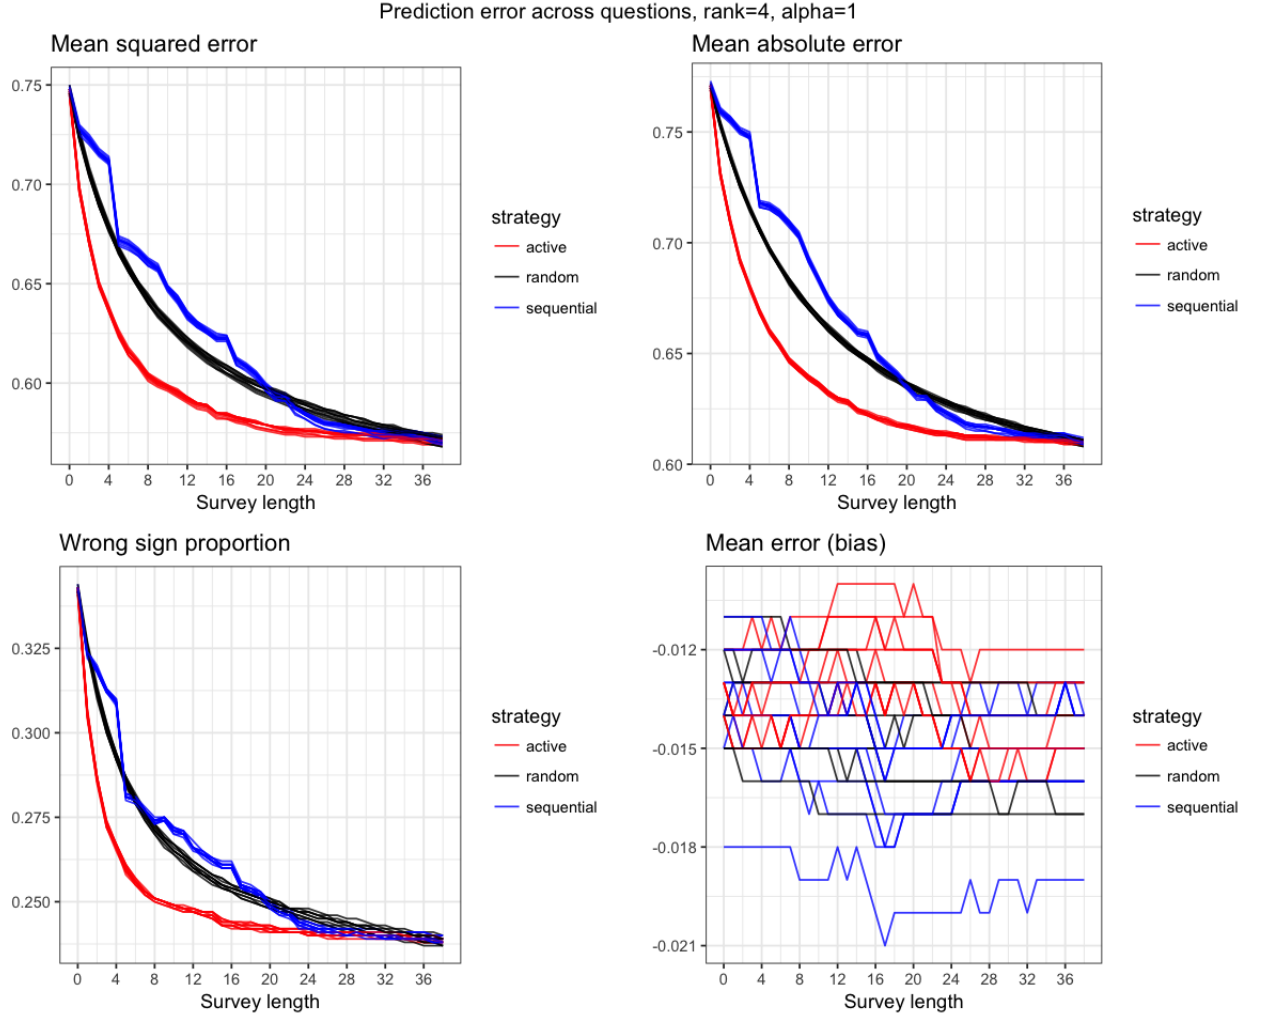 Prediction error across questions, rank=4, alpha=1
Mean squared error
0.75
0.70
0.65
0.60
0 4 8 12 16 20 24 28 32 36
Survey length
strategy
active
random
sequential
Mean absolute error
0.75
0.70
0.65
0.60
0 4 8 12 16 20 24 28 32 36
Survey length
strategy
active
random
sequential
Wrong sign proportion
0.325
0.300
0.275
0.250
0 4 8 12 16 20 24 28 32 36
Survey length
strategy
active
random
sequential
Mean error (bias)
-0.012
-0.015
-0.018
-0.021
0 4 8 12 16 20 24 28 32 36
Survey length
strategy
active
random
sequential